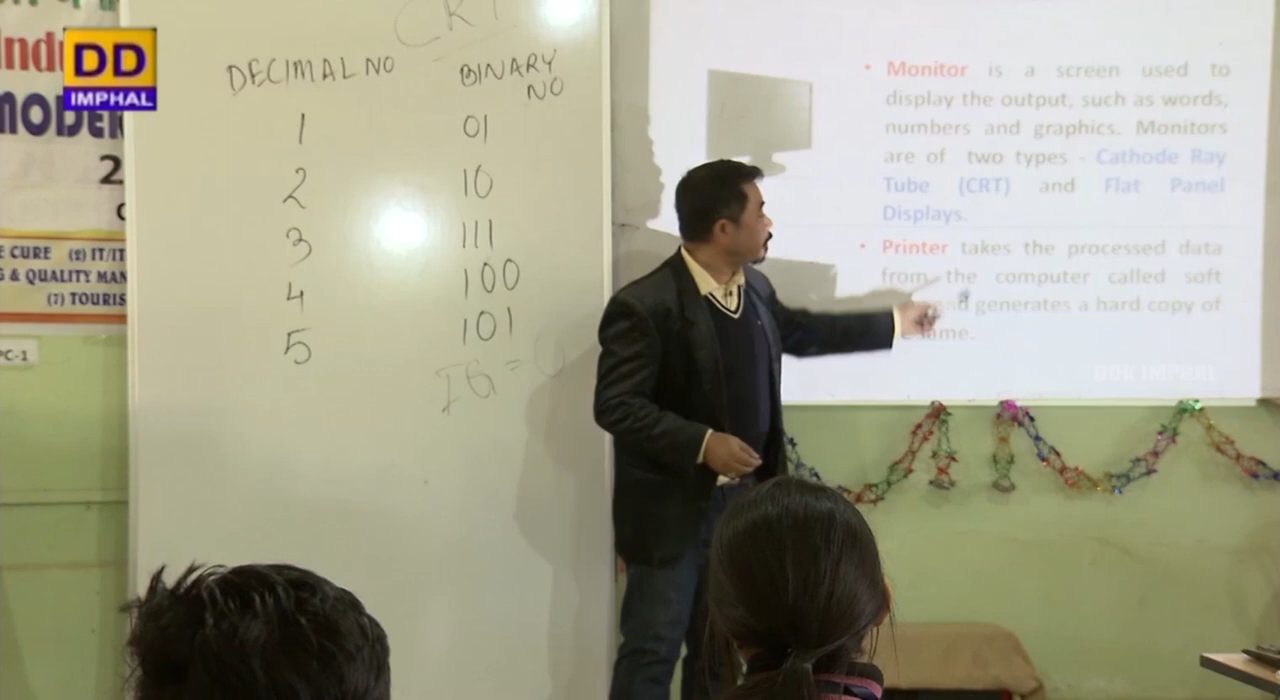 Indu
MODER
2
DD
IMPHAL
E CURE (2) IT/IT
G & QUALITY MAN
(7) TOURIS
PC-1
CRT
DECIMAL NO BINARY NO
1 01
2 10
3 111
4 100
5 101
IG =
• Monitor is a screen used to
display the output, such as words,
numbers and graphics. Monitors
are of two types - Cathode Ray
Tube (CRT) and Flat Panel
Displays.
• Printer takes the processed data
from the computer called soft
generates a hard copy of
DDK IMPHAL